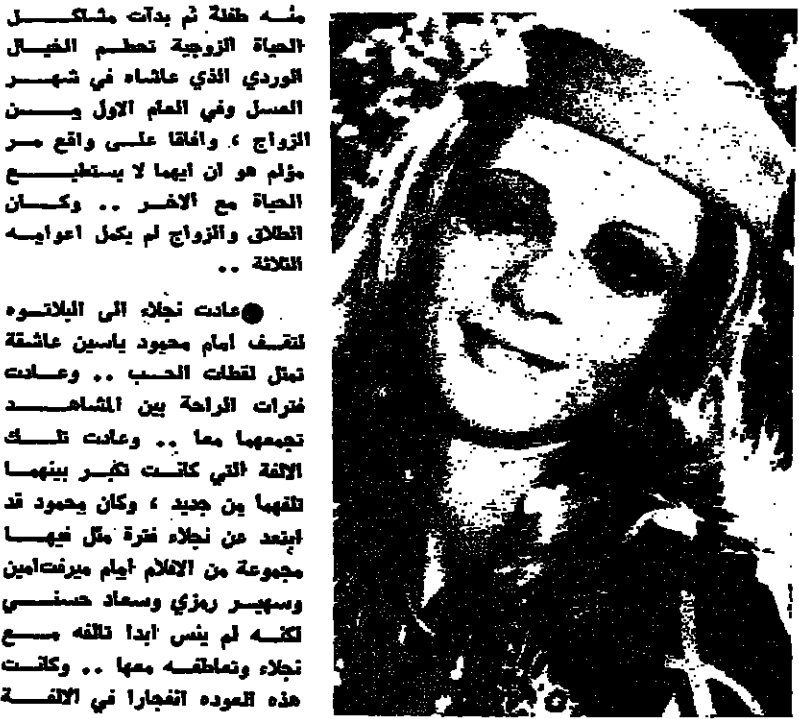 منه طفلة ثم بدأت مشاكل
الحياة الزوجية تحطم الخيال
الوردي الذي عاشاه في شهر
العسل وفي العام الاول من
الزواج ، وافاقا على واقع مر
مؤلم هو ان ايهما لا يستطيع
الحياة مع الاخر .. وكان
الطلاق والزواج لم يكمل اعوامه
الثلاثة ..
●عادت نجلاء الى البلاتوه
لتقف امام محمود ياسين عاشقة
تمثل لقطات الحب .. وعادت
فترات الراحة بين المشاهد
تجمعهما معا .. وعادت تلك
الالفة التي كانت تكبر بينهما
تلفهما من جديد ، وكان محمود قد
ابتعد عن نجلاء فترة مثل فيها
مجموعة من الافلام امام ميرفت امين
وسهير رمزي وسعاد حسني
لكنه لم ينس ابدا تالفه مع
نجلاء وتعاطفه معها .. وكانت
هذه العوده انفجارا في الالفة